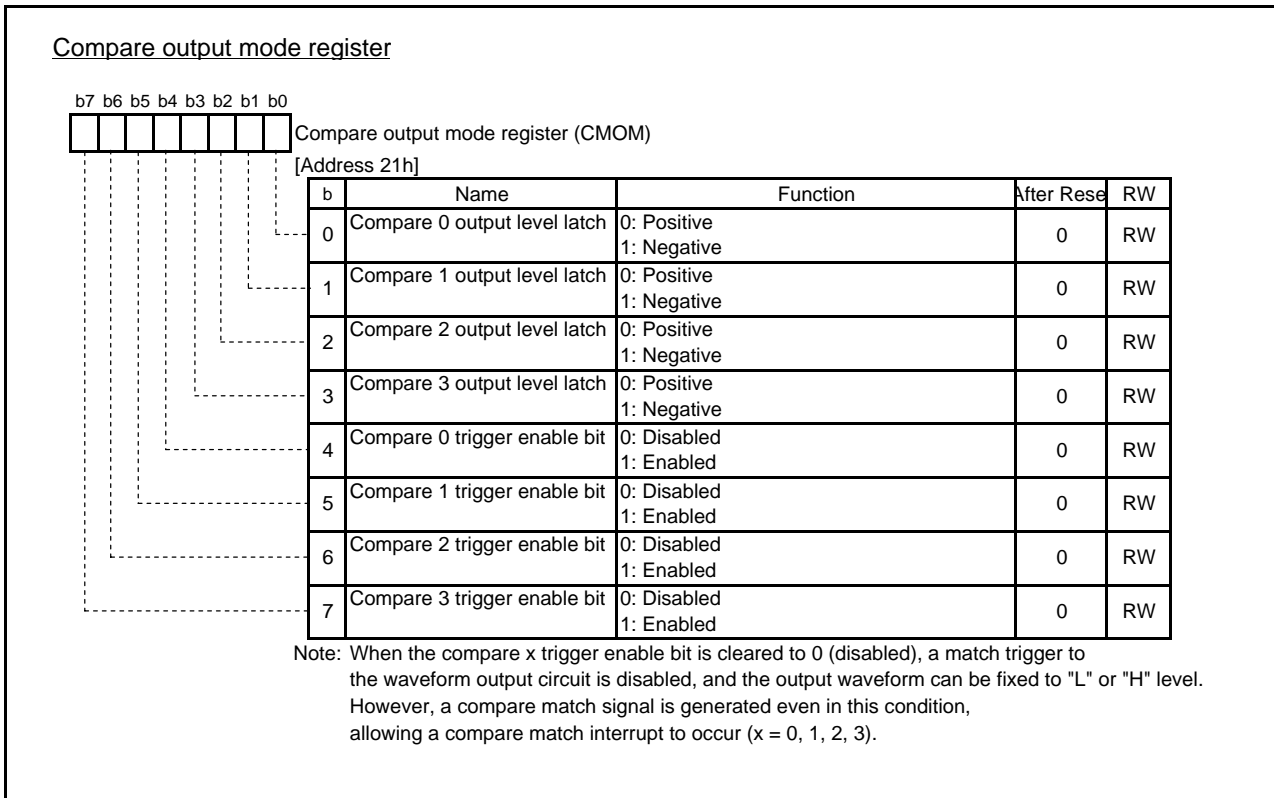 Compare output mode register
b7 b6 b5 b4 b3 b2 b1 b0
Compare output mode register (CMOM)
[Address 21h]
b Name Function After Rese RW
0 Compare 0 output level latch 0: Positive 0 RW
1: Negative
1 Compare 1 output level latch 0: Positive 0 RW
1: Negative
2 Compare 2 output level latch 0: Positive 0 RW
1: Negative
3 Compare 3 output level latch 0: Positive 0 RW
1: Negative
4 Compare 0 trigger enable bit 0: Disabled 0 RW
1: Enabled
5 Compare 1 trigger enable bit 0: Disabled 0 RW
1: Enabled
6 Compare 2 trigger enable bit 0: Disabled 0 RW
1: Enabled
7 Compare 3 trigger enable bit 0: Disabled 0 RW
1: Enabled
Note: When the compare x trigger enable bit is cleared to 0 (disabled), a match trigger to
the waveform output circuit is disabled, and the output waveform can be fixed to "L" or "H" level.
However, a compare match signal is generated even in this condition,
allowing a compare match interrupt to occur (x = 0, 1, 2, 3).